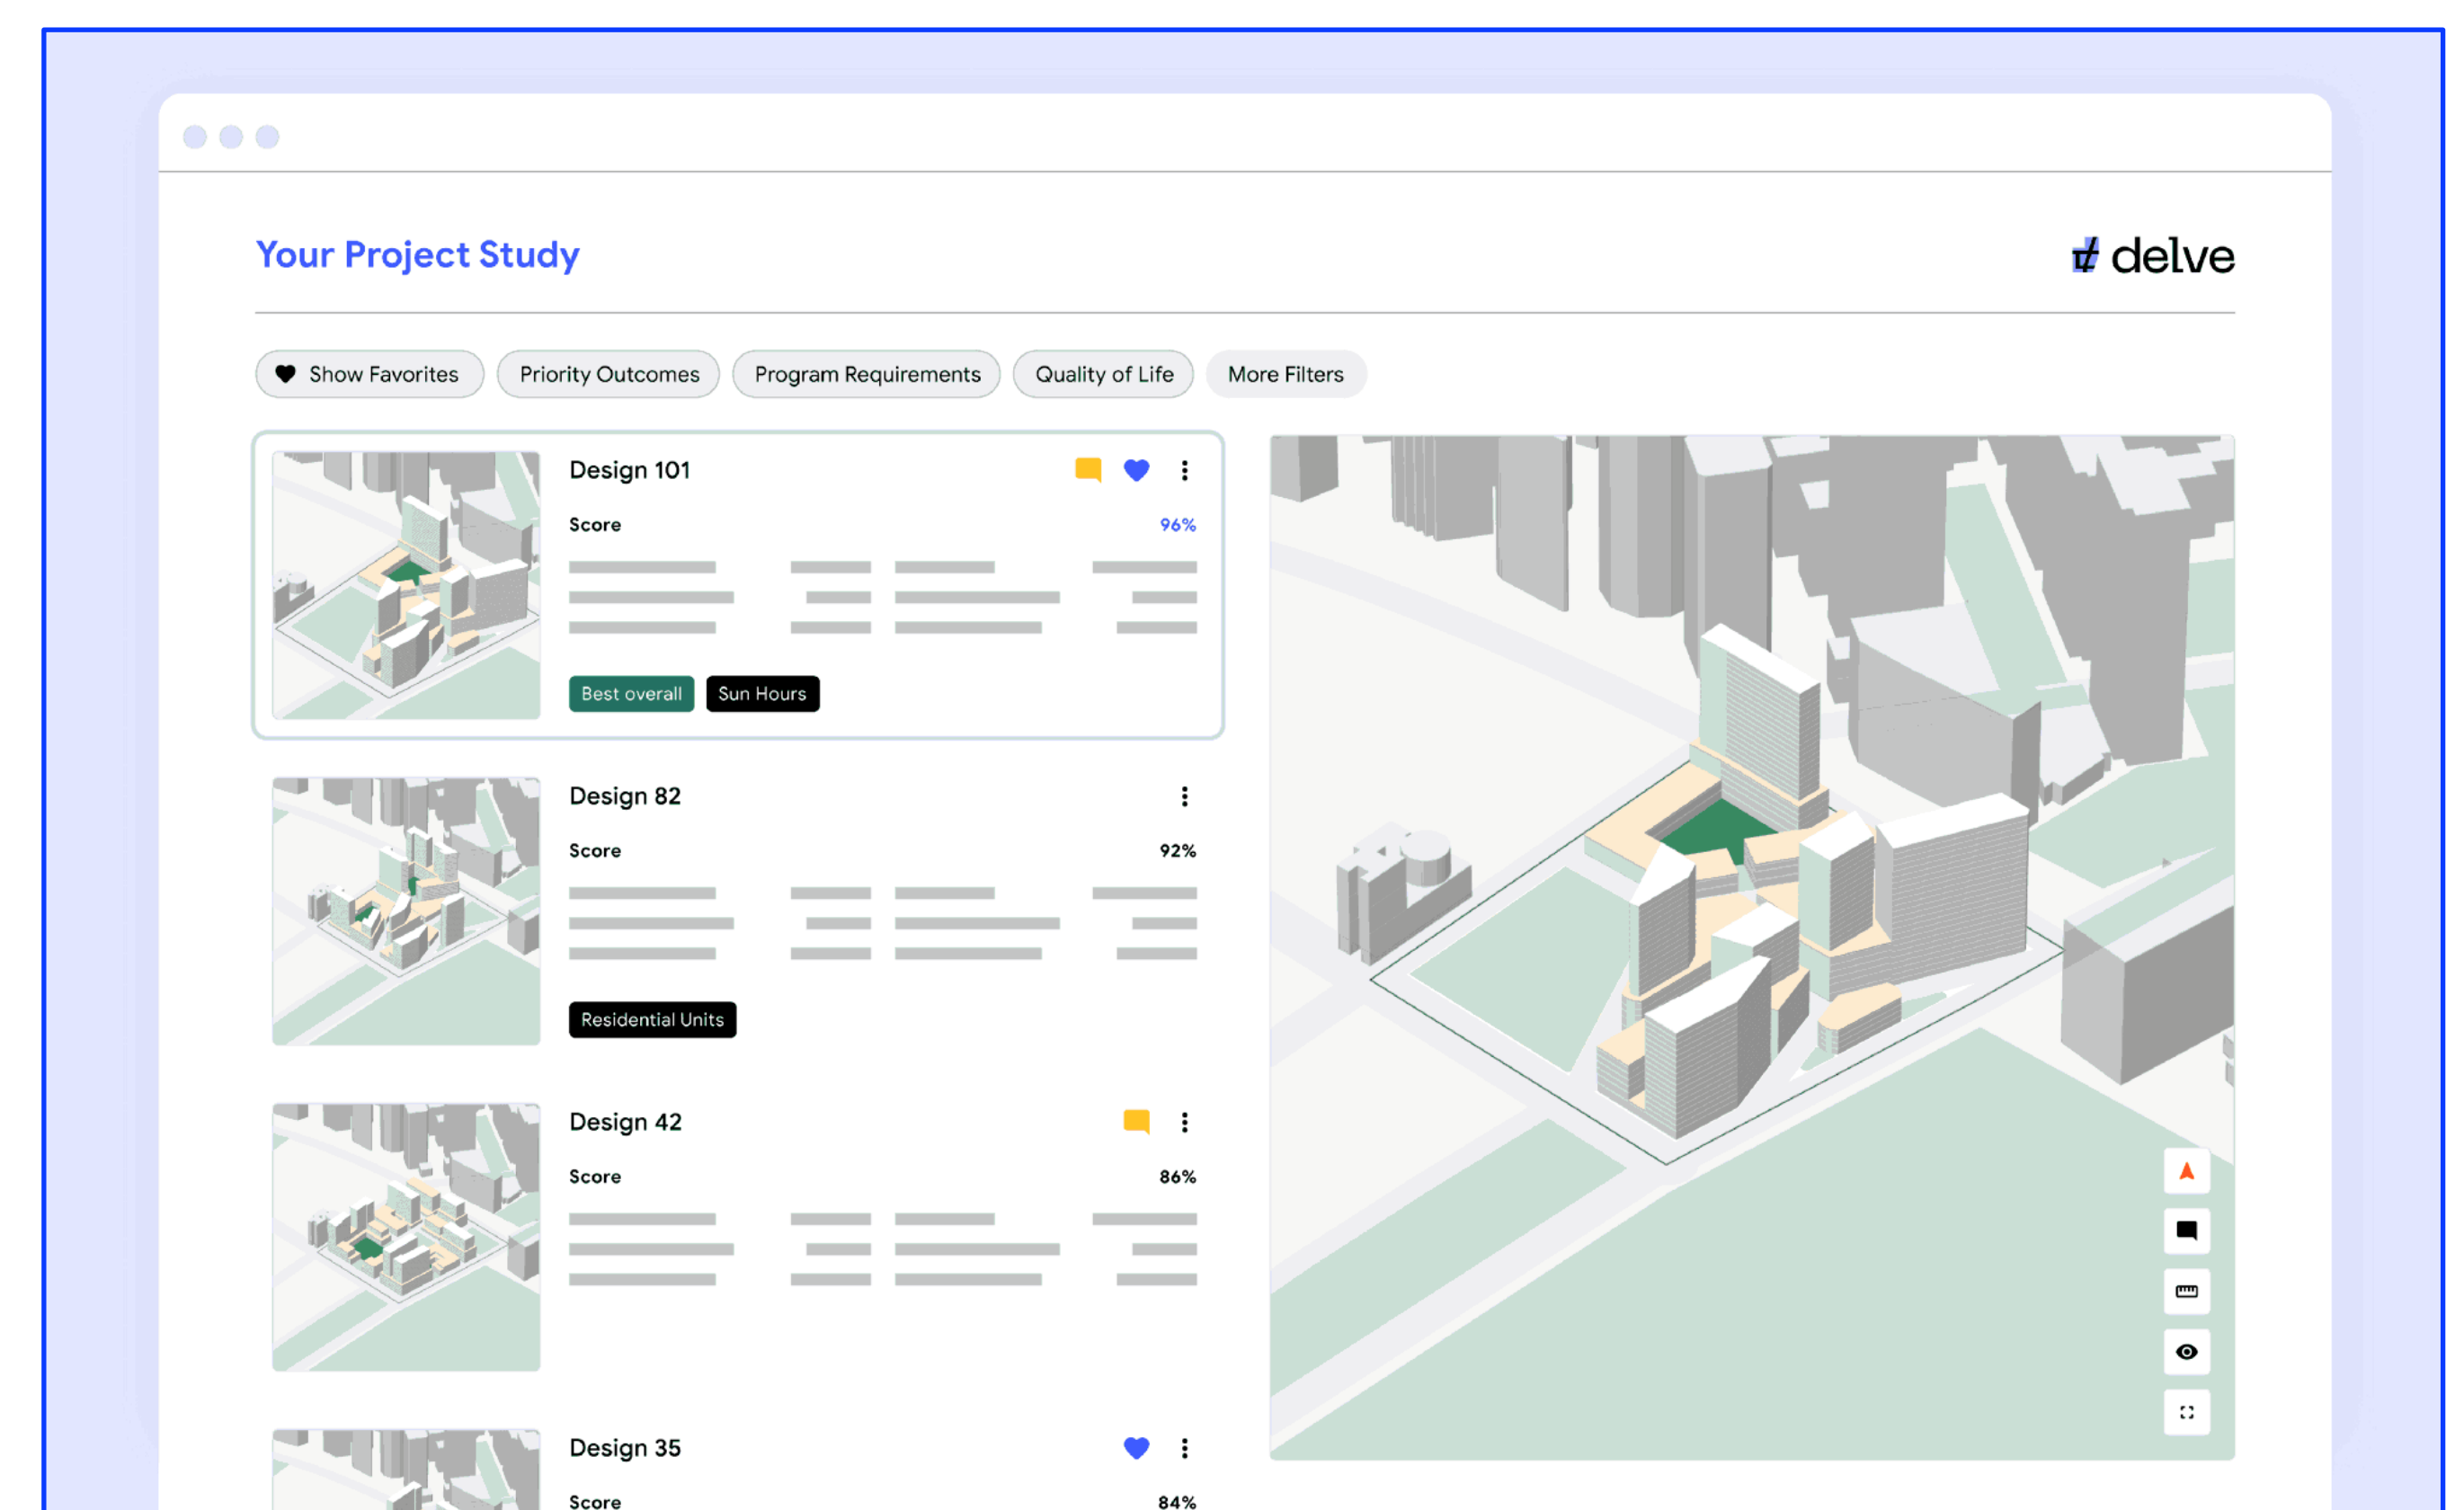 Your Project Study
delve
Show Favorites Priority Outcomes Program Requirements Quality of Life More Filters
Design 101
Score 96%
Best overall Sun Hours
Design 82
Score 92%
Residential Units
Design 42
Score 86%
Design 35
Score 84%